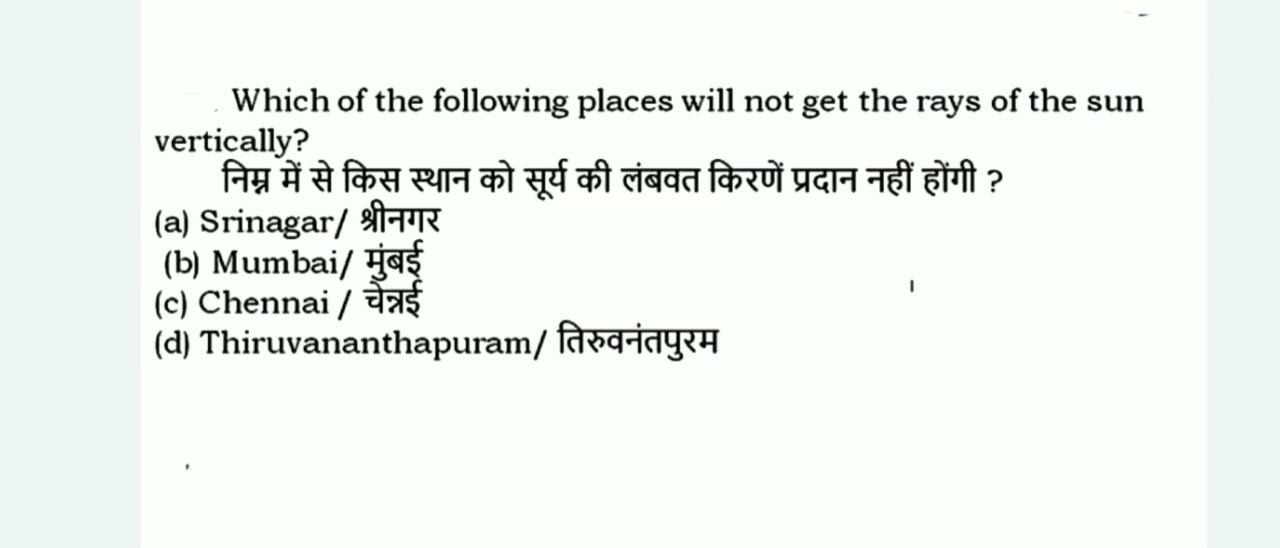 Which of the following places will not get the rays of the sun
vertically?
निम्न में से किस स्थान को सूर्य की लंबवत किरणें प्रदान नहीं होंगी ?
(a) Srinagar/ श्रीनगर
(b) Mumbai/ मुंबई
(c) Chennai / चेन्नई
(d) Thiruvananthapuram/ तिरुवनंतपुरम